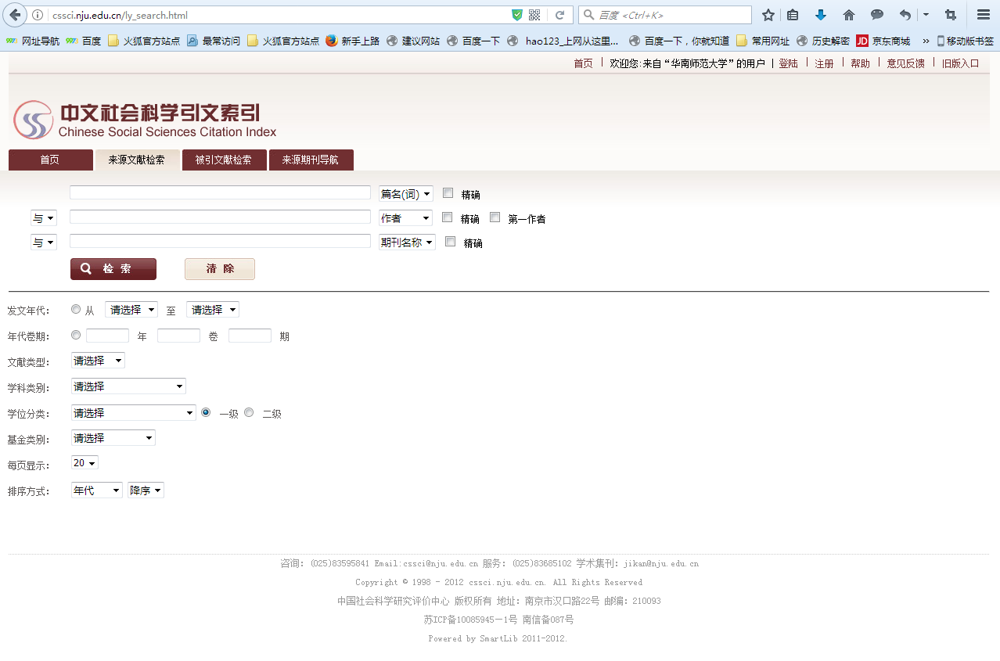 cssci.nju.edu.cn/ly_search.html 百度 <Ctrl+K>
网址导航 百度 火狐官方站点 最常访问 火狐官方站点 新手上路 建议网站 百度一下 hao123_上网从这里... 百度一下，你就知道 常用网址 历史解密 JD 京东商城 » 移动版书签
首页 | 欢迎您:来自“华南师范大学”的用户 | 登陆 | 注册 | 帮助 | 意见反馈 | 旧版入口
中文社会科学引文索引
Chinese Social Sciences Citation Index
首页 来源文献检索 被引文献检索 来源期刊导航
篇名(词) 精确
与 作者 精确 第一作者
与 期刊名称 精确
检 索 清 除
发文年代: 从 请选择 至 请选择
年代卷期: 年 卷 期
文献类型: 请选择
学科类别: 请选择
学位分类: 请选择 一级 二级
基金类别: 请选择
每页显示: 20
排序方式: 年代 降序
咨询: (025)83595841 Email:cssci@nju.edu.cn 服务: (025)83685102 学术集刊: jikan@nju.edu.cn
Copyright © 1998 - 2012 cssci.nju.edu.cn. All Rights Reserved
中国社会科学研究评价中心 版权所有 地址: 南京市汉口路22号 邮编: 210093
苏ICP备10085945－1号 南信备087号
Powered by SmartLib 2011-2012.